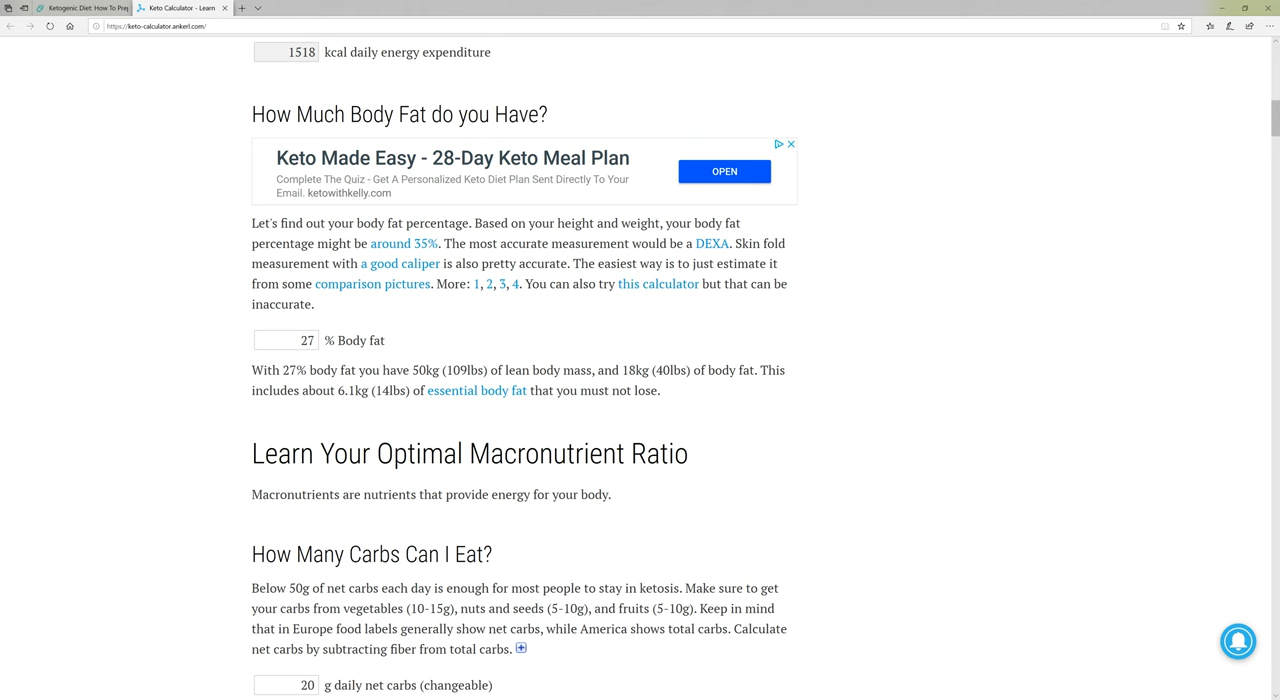 Ketogenic Diet: How To Prep
Keto Calculator - Learn
https://keto-calculator.ankerl.com/
1518 kcal daily energy expenditure
How Much Body Fat do you Have?
Keto Made Easy - 28-Day Keto Meal Plan
Complete The Quiz - Get A Personalized Keto Diet Plan Sent Directly To Your
Email. ketowithkelly.com
OPEN
Let's find out your body fat percentage. Based on your height and weight, your body fat
percentage might be around 35%. The most accurate measurement would be a DEXA. Skin fold
measurement with a good caliper is also pretty accurate. The easiest way is to just estimate it
from some comparison pictures. More: 1, 2, 3, 4. You can also try this calculator but that can be
inaccurate.
27 % Body fat
With 27% body fat you have 50kg (109lbs) of lean body mass, and 18kg (40lbs) of body fat. This
includes about 6.1kg (14lbs) of essential body fat that you must not lose.
Learn Your Optimal Macronutrient Ratio
Macronutrients are nutrients that provide energy for your body.
How Many Carbs Can I Eat?
Below 50g of net carbs each day is enough for most people to stay in ketosis. Make sure to get
your carbs from vegetables (10-15g), nuts and seeds (5-10g), and fruits (5-10g). Keep in mind
that in Europe food labels generally show net carbs, while America shows total carbs. Calculate
net carbs by subtracting fiber from total carbs.
20 g daily net carbs (changeable)